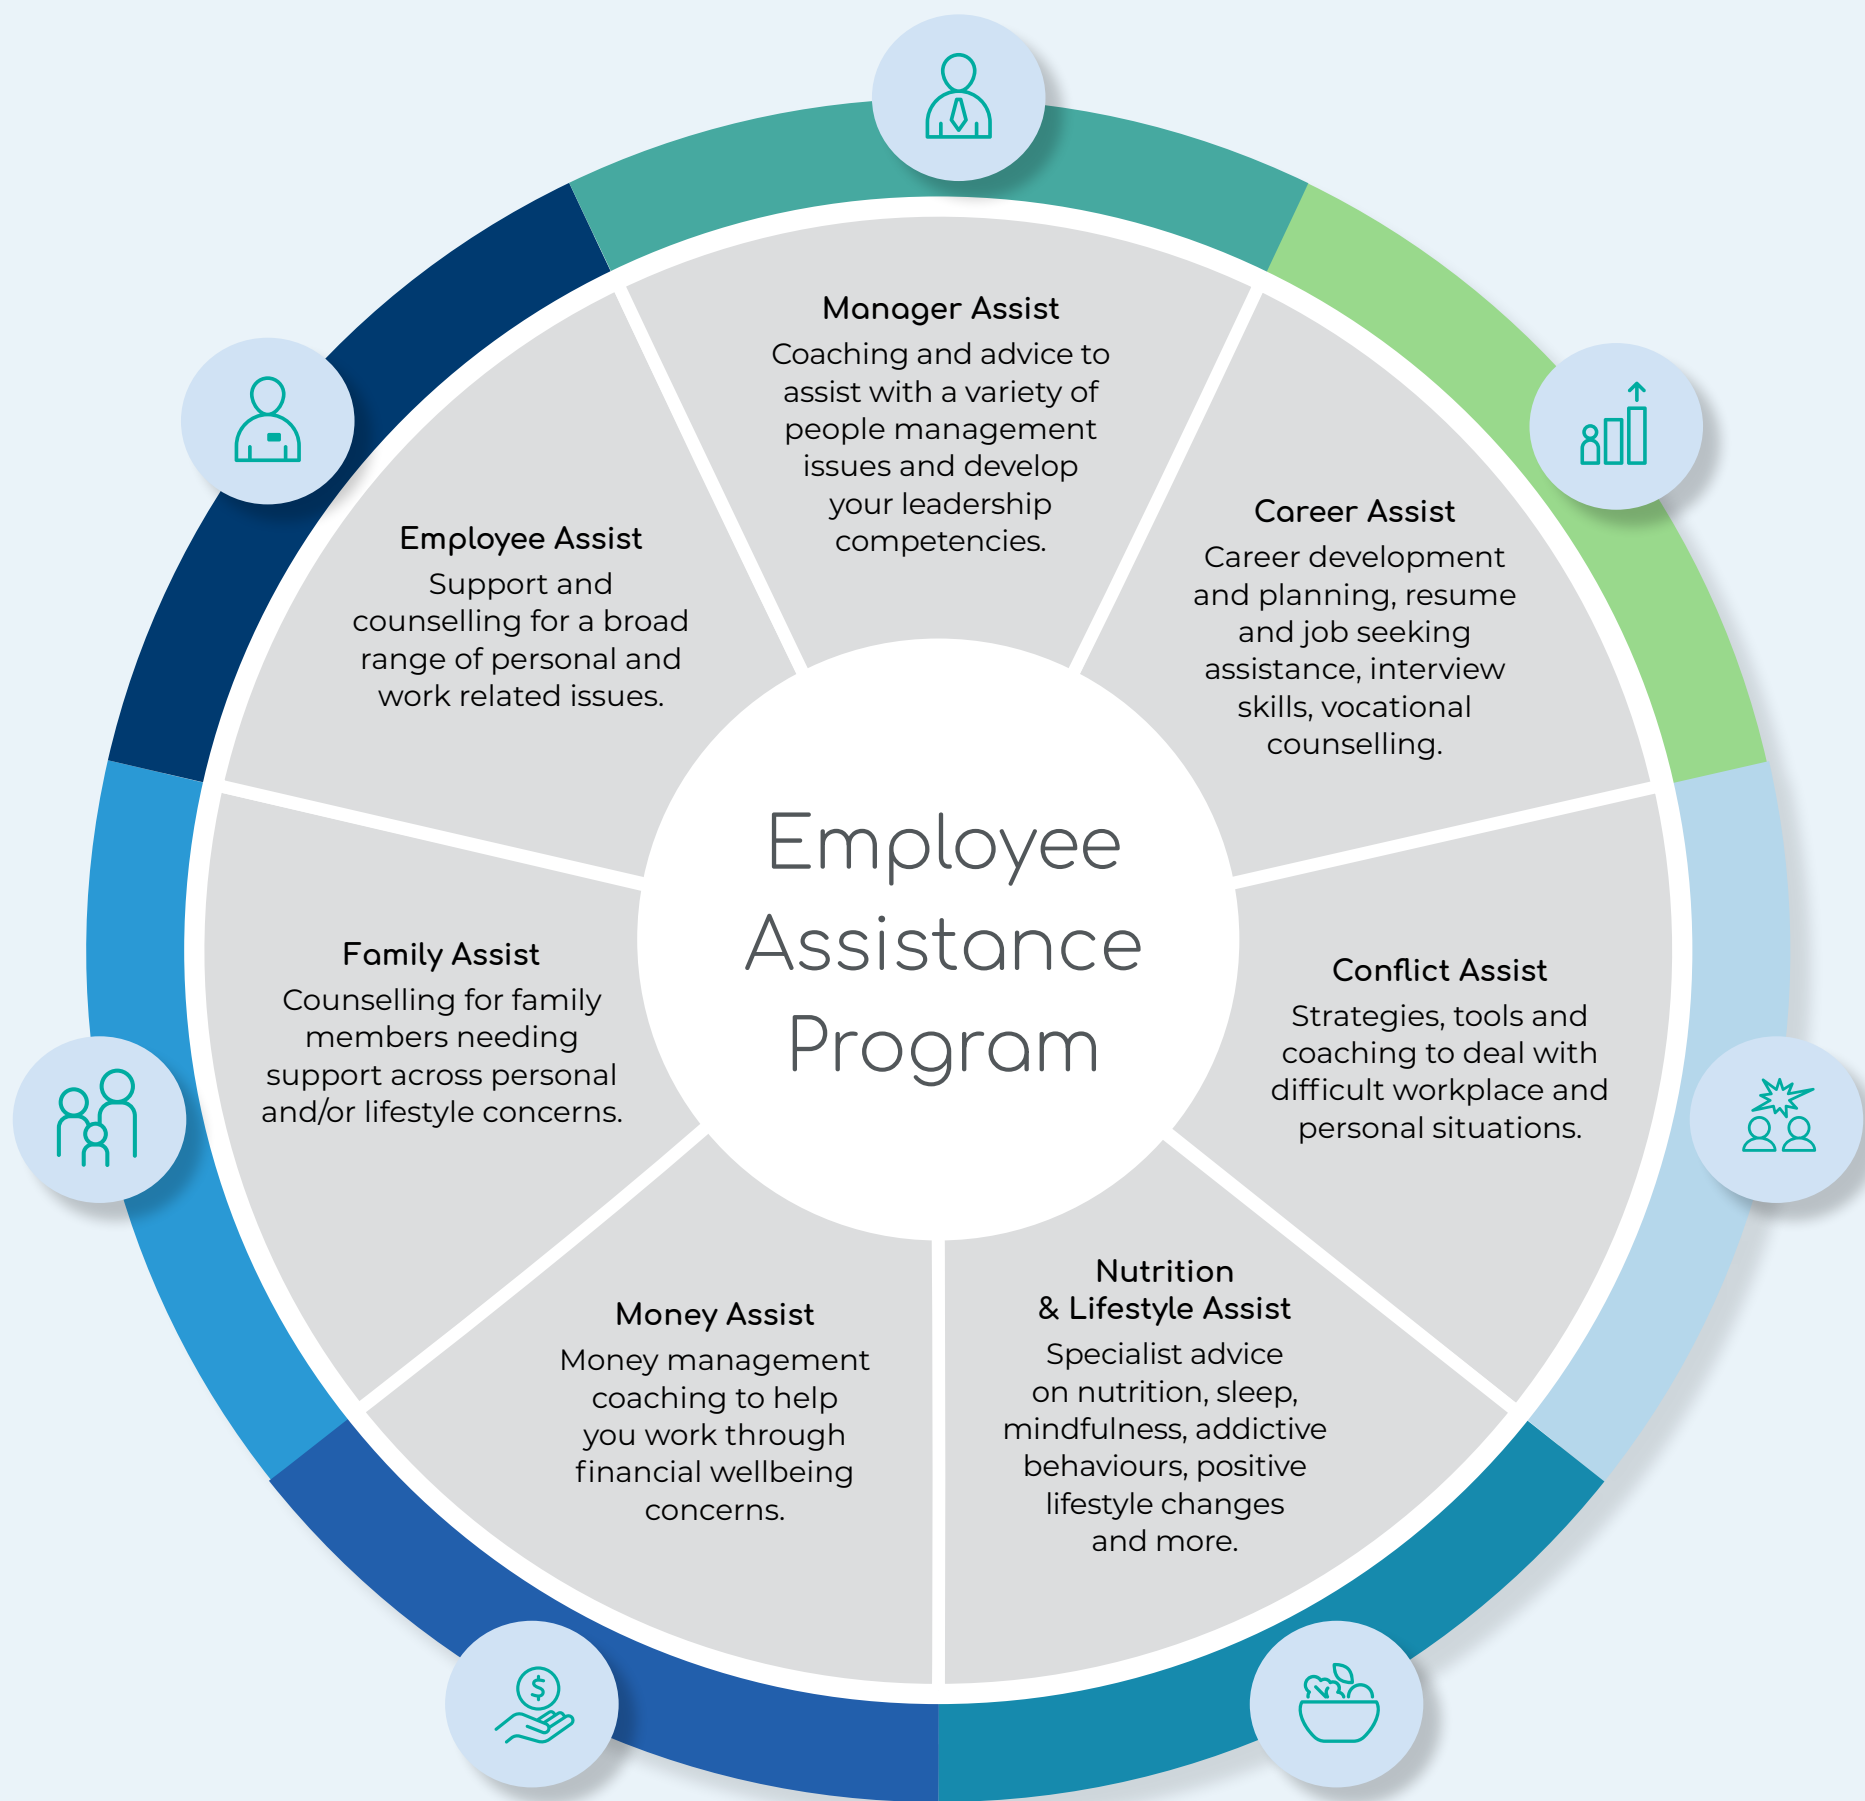 Manager Assist
Coaching and advice to
assist with a variety of
people management
issues and develop
your leadership
competencies.
Career Assist
Career development
and planning, resume
and job seeking
assistance, interview
skills, vocational
counselling.
Conflict Assist
Strategies, tools and
coaching to deal with
difficult workplace and
personal situations.
Nutrition
& Lifestyle Assist
Specialist advice
on nutrition, sleep,
mindfulness, addictive
behaviours, positive
lifestyle changes
and more.
Money Assist
Money management
coaching to help
you work through
financial wellbeing
concerns.
Family Assist
Counselling for family
members needing
support across personal
and/or lifestyle concerns.
Employee Assist
Support and
counselling for a broad
range of personal and
work related issues.
Employee
Assistance
Program
$